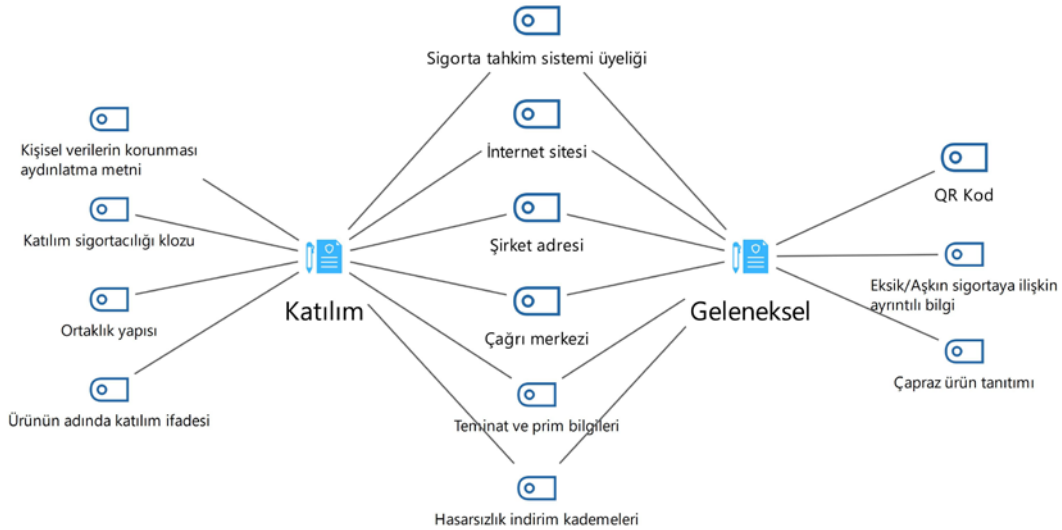 Sigorta tahkim sistemi üyeliği
Kişisel verilerin korunması
aydınlatma metni
İnternet sitesi
QR Kod
Katılım sigortacılığı klozu
Şirket adresi
Eksik/Aşkın sigortaya ilişkin
ayrıntılı bilgi
Katılım
Geleneksel
Ortaklık yapısı
Çağrı merkezi
Çapraz ürün tanıtımı
Ürünün adında katılım ifadesi
Teminat ve prim bilgileri
Hasarsızlık indirim kademeleri